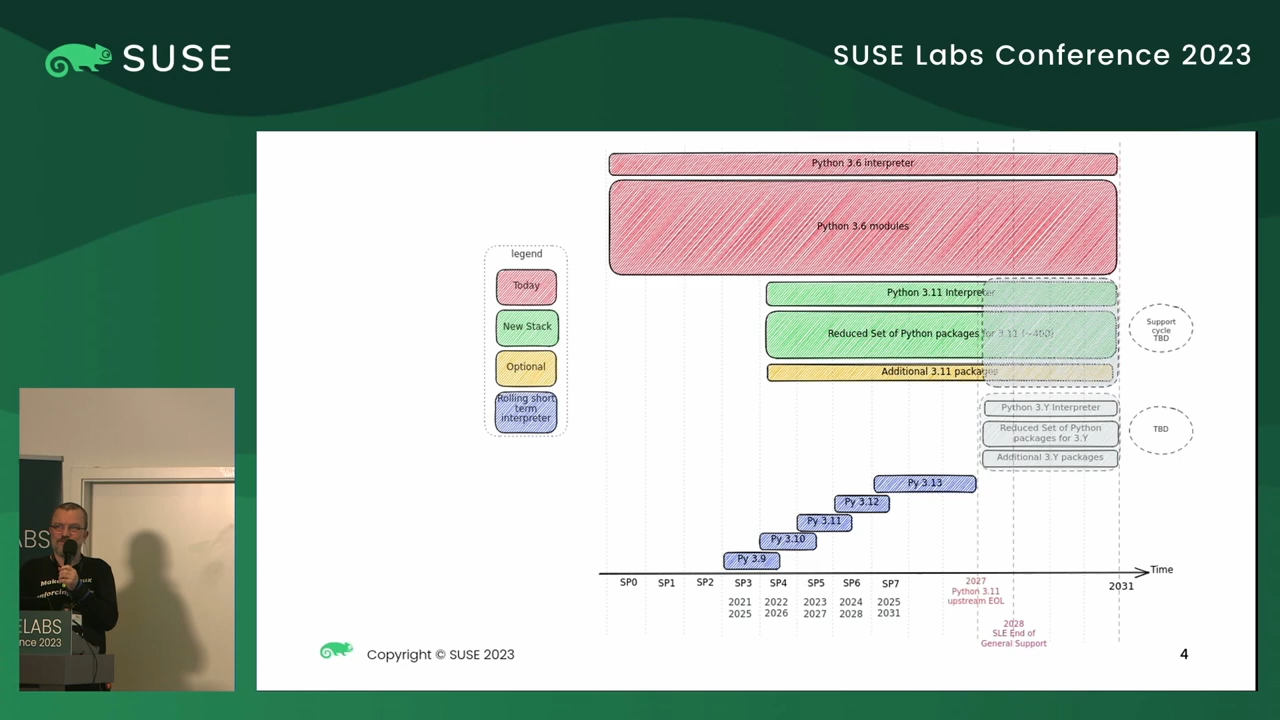 SUSE
SUSE Labs Conference 2023
Python 3.6 interpreter
Python 3.6 modules
legend
Today
New Stack
Optional
Rolling short
term
interpreter
Python 3.11 Interpreter
Reduced Set of Python packages for 3.11 (~400)
Additional 3.11 packages
Support
cycle
TBD
Python 3.Y Interpreter
Reduced Set of Python
packages for 3.Y
Additional 3.Y packages
TBD
Py 3.13
Py 3.12
Py 3.11
Py 3.10
Py 3.9
Time
SP0 SP1 SP2 SP3 SP4 SP5 SP6 SP7
2031
2021 2022 2023 2024 2025
2025 2026 2027 2028 2031
2027
Python 3.11
upstream EOL
2028
SLE End of
General Support
Copyright © SUSE 2023
4
ABS
ELABS
nce 2023